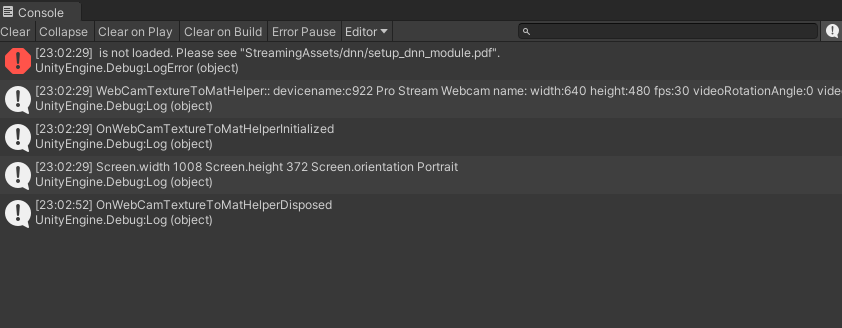 Console
Clear Collapse Clear on Play Clear on Build Error Pause Editor
[23:02:29]  is not loaded. Please see "StreamingAssets/dnn/setup_dnn_module.pdf".
UnityEngine.Debug:LogError (object)
[23:02:29] WebCamTextureToMatHelper:: devicename:c922 Pro Stream Webcam name: width:640 height:480 fps:30 videoRotationAngle:0 vide
UnityEngine.Debug:Log (object)
[23:02:29] OnWebCamTextureToMatHelperInitialized
UnityEngine.Debug:Log (object)
[23:02:29] Screen.width 1008 Screen.height 372 Screen.orientation Portrait
UnityEngine.Debug:Log (object)
[23:02:52] OnWebCamTextureToMatHelperDisposed
UnityEngine.Debug:Log (object)